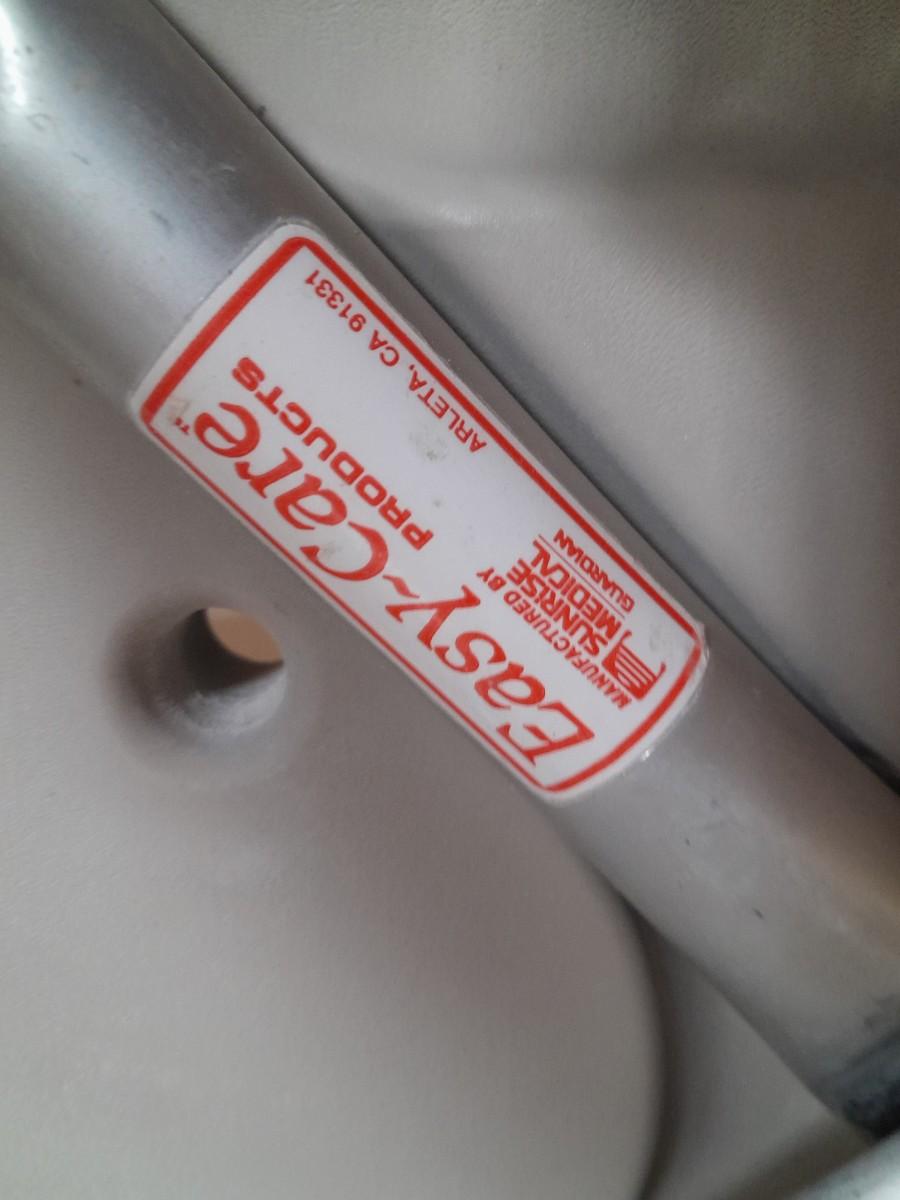 Easy~Care™
PRODUCTS
MANUFACTURED BY
SUNRISE
MEDICAL
GUARDIAN
ARLETA, CA 91331